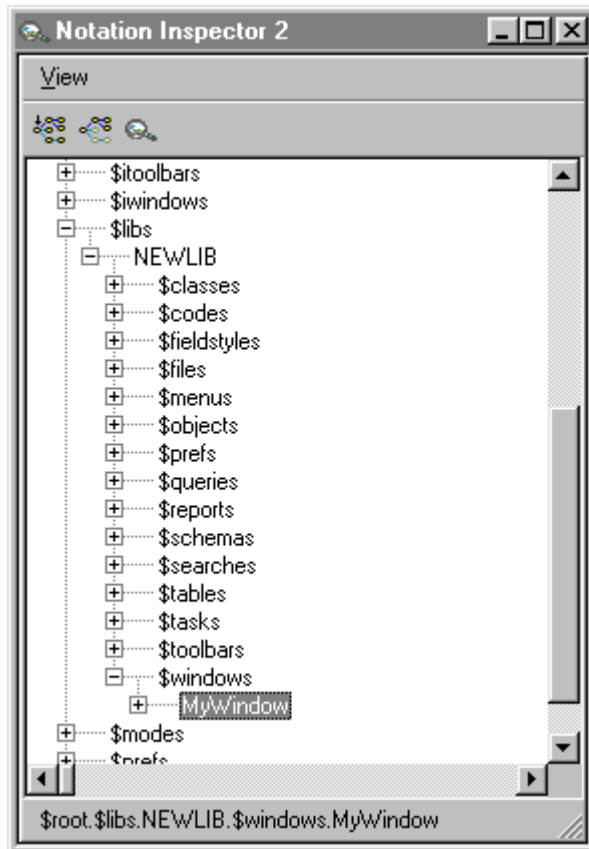 Notation Inspector 2
View
$itoolbars
$iwindows
$libs
NEWLIB
$classes
$codes
$fieldstyles
$files
$menus
$objects
$prefs
$queries
$reports
$schemas
$searches
$tables
$tasks
$toolbars
$windows
MyWindow
$modes
$prefs
$root.$libs.NEWLIB.$windows.MyWindow